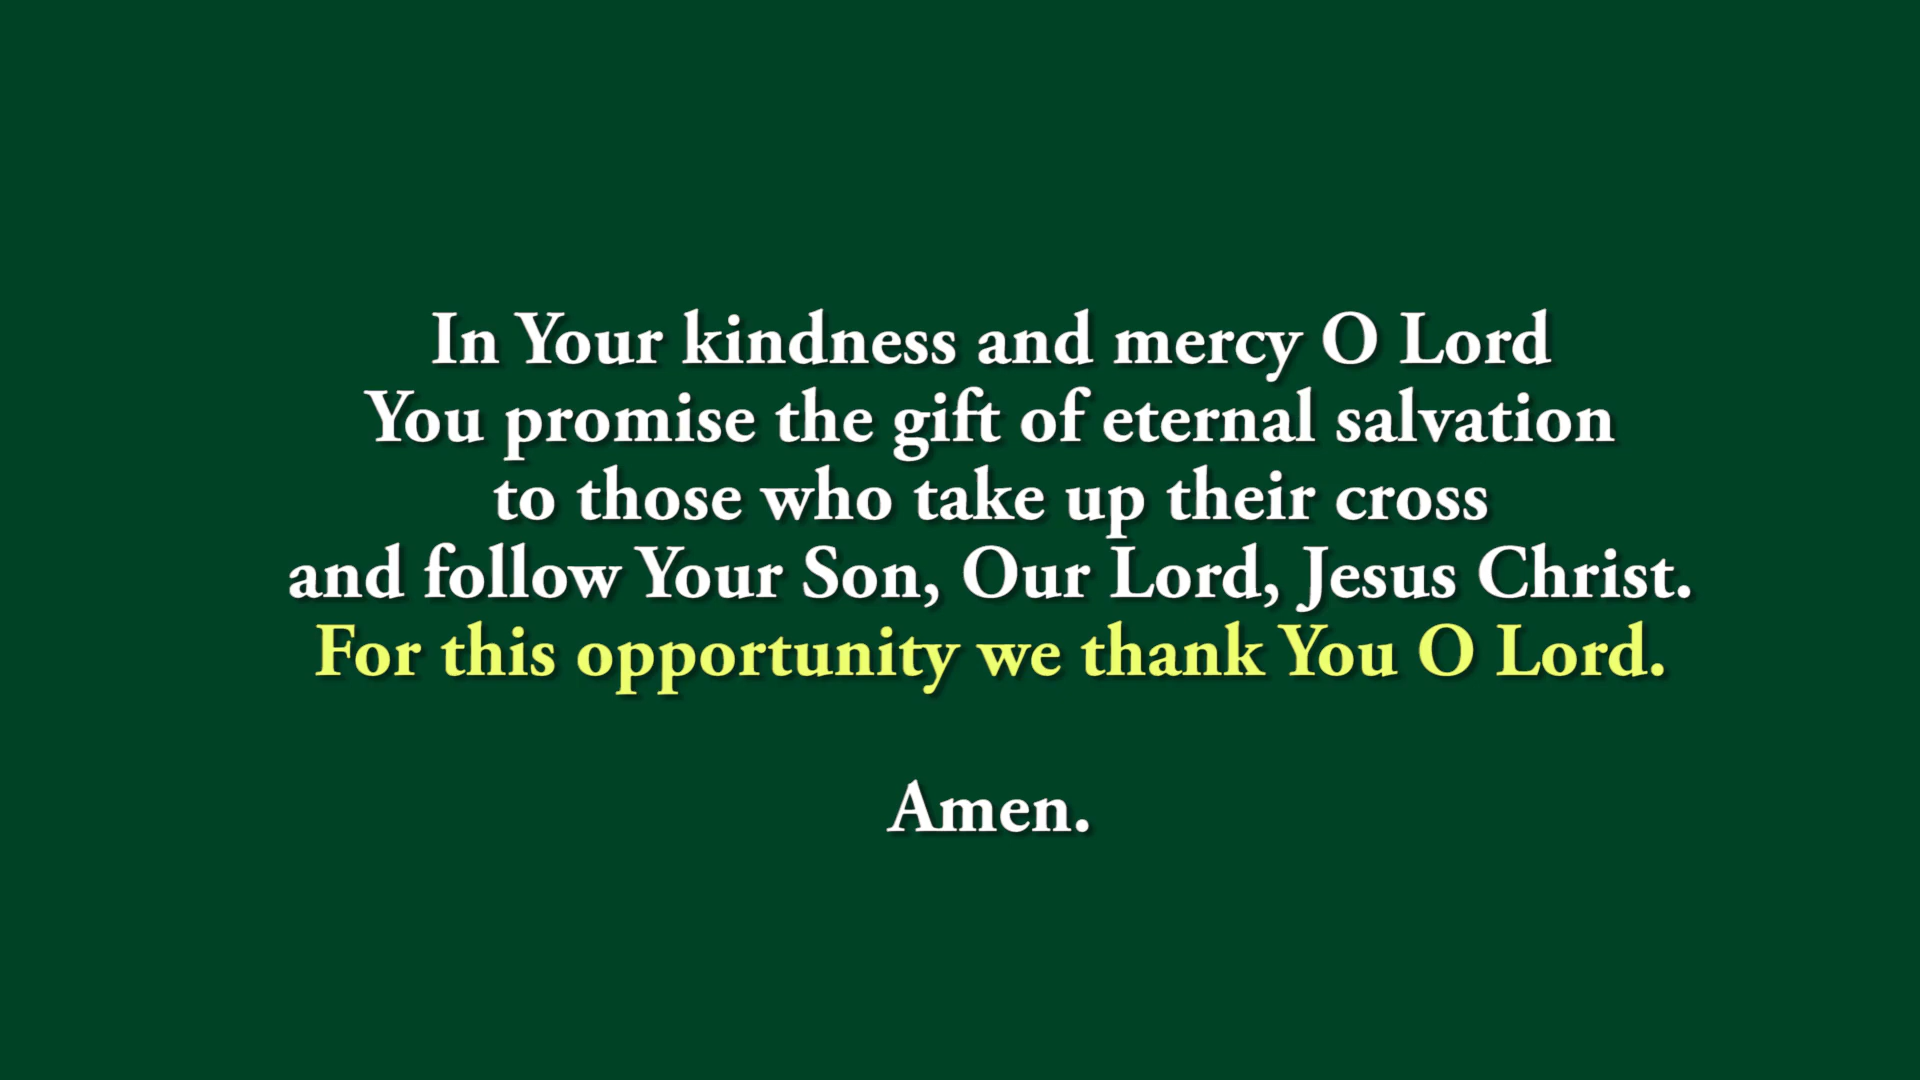 In Your kindness and mercy O Lord
You promise the gift of eternal salvation
to those who take up their cross
and follow Your Son, Our Lord, Jesus Christ.
For this opportunity we thank You O Lord.
Amen.